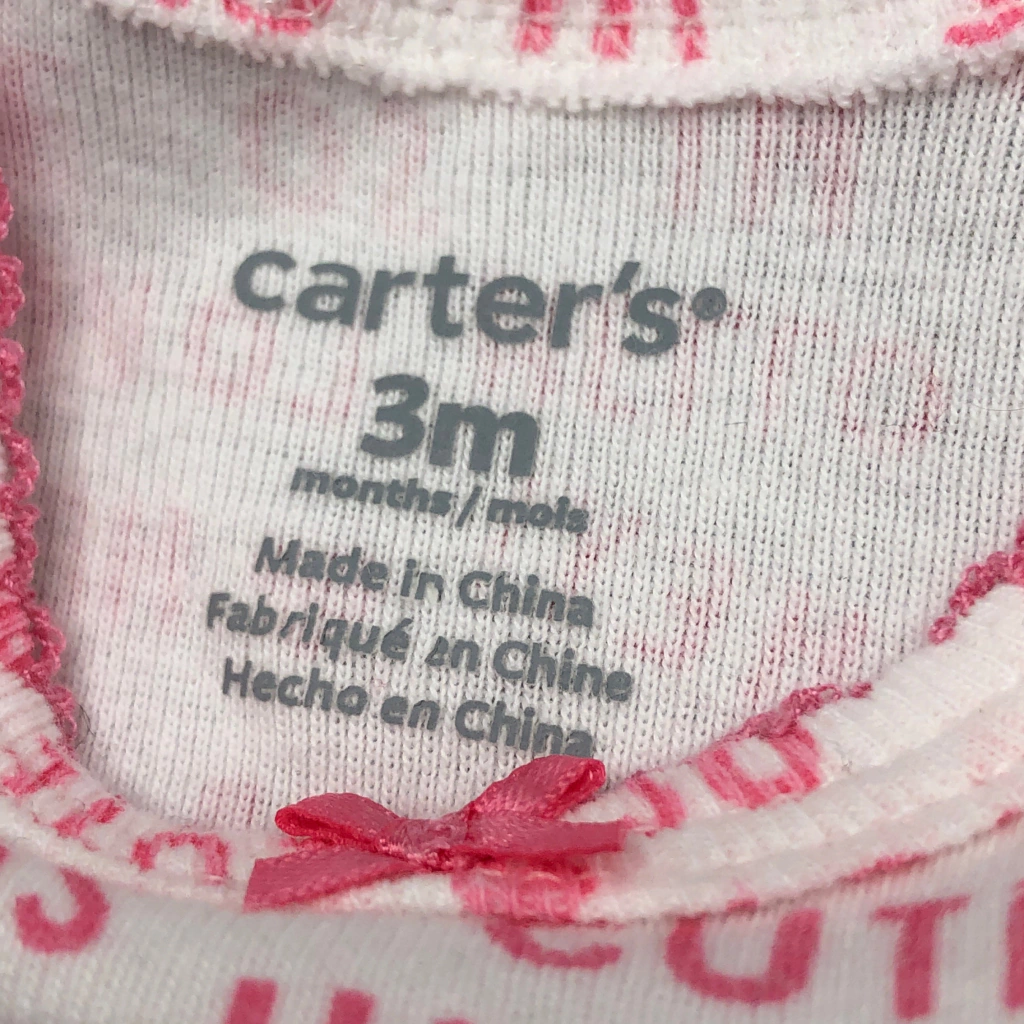 carter's®
3m
months / mois
Made in China
Fabriqué en Chine
Hecho en China